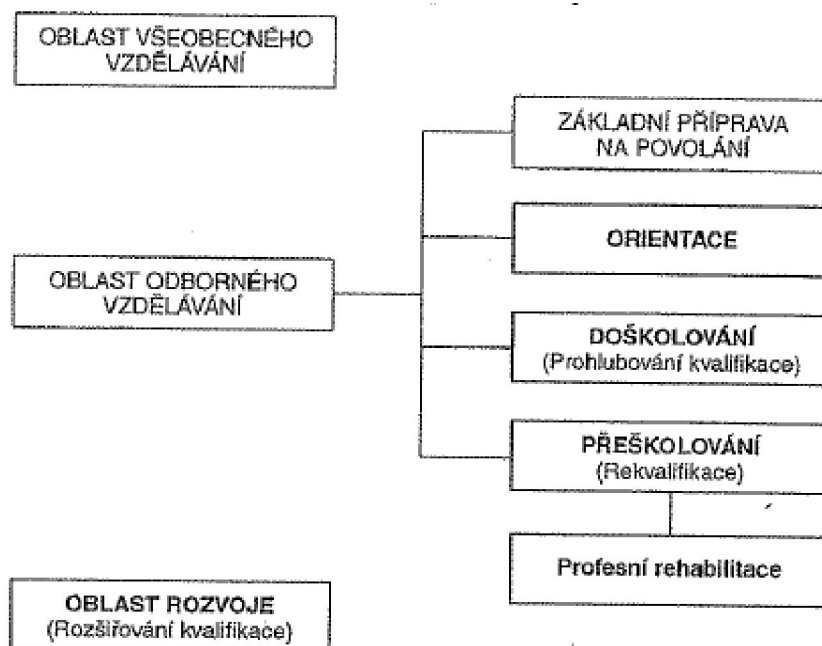 OBLAST VŠEOBECNÉHO
VZDĚLÁVÁNÍ
ZÁKLADNÍ PŘÍPRAVA
NA POVOLÁNÍ
ORIENTACE
OBLAST ODBORNÉHO
VZDĚLÁVÁNÍ
DOŠKOLOVÁNÍ
(Prohlubování kvalifikace)
PŘEŠKOLOVÁNÍ
(Rekvalifikace)
Profesní rehabilitace
OBLAST ROZVOJE
(Rozšiřování kvalifikace)